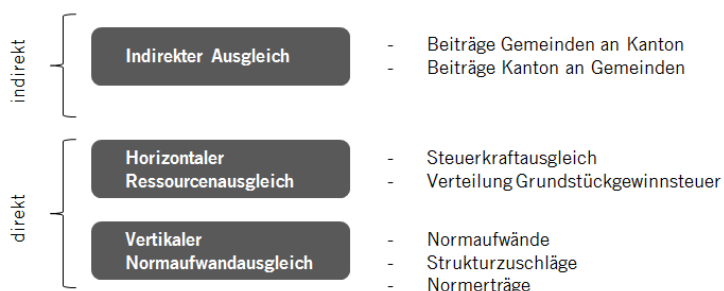 indirekt
Indirekter Ausgleich
- Beiträge Gemeinden an Kanton
- Beiträge Kanton an Gemeinden
direkt
Horizontaler
Ressourcenausgleich
- Steuerkraftausgleich
- Verteilung Grundstückgewinnsteuer
Vertikaler
Normaufwandausgleich
- Normaufwände
- Strukturzuschläge
- Normerträge